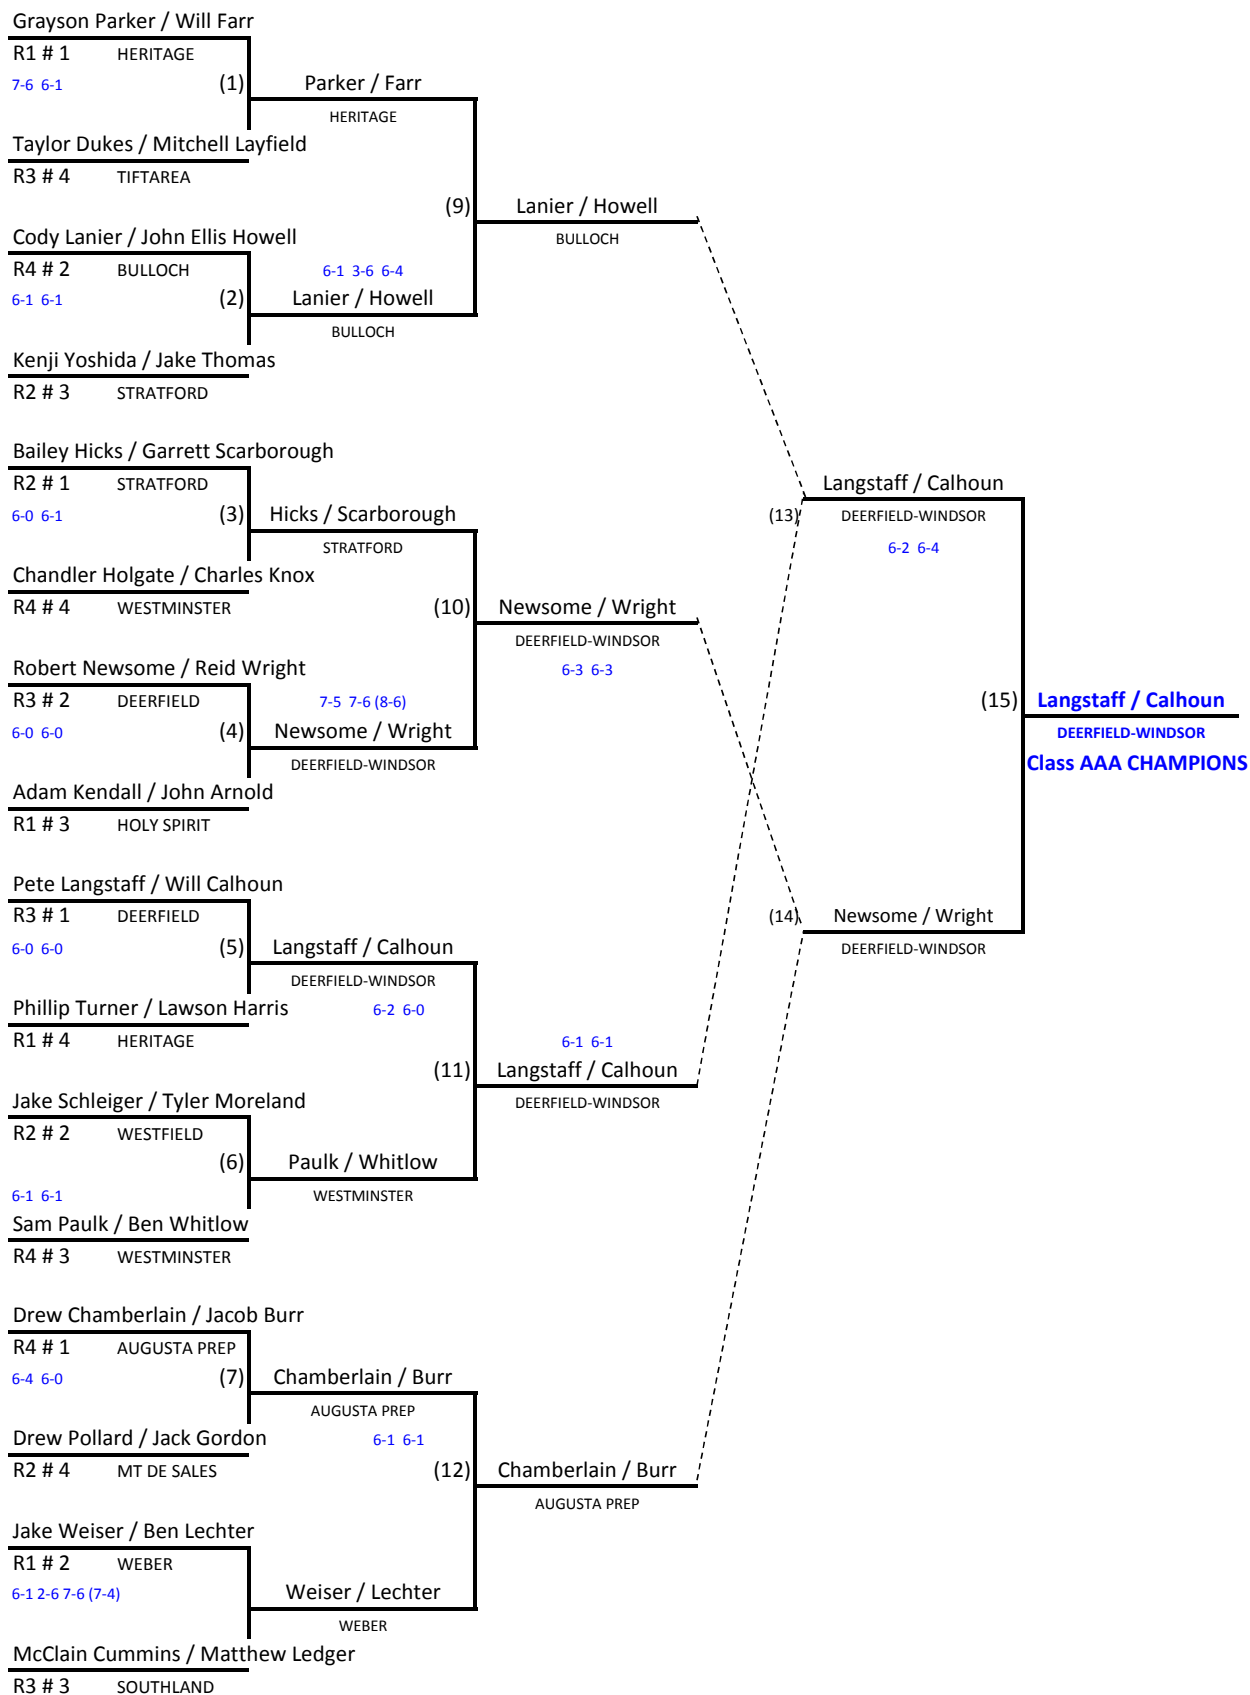 Grayson Parker / Will Farr
R1 # 1 HERITAGE
7-6 6-1 (1) Parker / Farr
HERITAGE
Taylor Dukes / Mitchell Layfield
R3 # 4 TIFTAREA
(9) Lanier / Howell
BULLOCH
Cody Lanier / John Ellis Howell
R4 # 2 BULLOCH 6-1 3-6 6-4
6-1 6-1 (2) Lanier / Howell
BULLOCH
Kenji Yoshida / Jake Thomas
R2 # 3 STRATFORD
Bailey Hicks / Garrett Scarborough
R2 # 1 STRATFORD Langstaff / Calhoun
6-0 6-1 (3) Hicks / Scarborough (13) DEERFIELD-WINDSOR
STRATFORD 6-2 6-4
Chandler Holgate / Charles Knox
R4 # 4 WESTMINSTER (10) Newsome / Wright
DEERFIELD-WINDSOR
Robert Newsome / Reid Wright 6-3 6-3
R3 # 2 DEERFIELD 7-5 7-6 (8-6) (15) Langstaff / Calhoun
6-0 6-0 (4) Newsome / Wright DEERFIELD-WINDSOR
DEERFIELD-WINDSOR Class AAA CHAMPIONS
Adam Kendall / John Arnold
R1 # 3 HOLY SPIRIT
Pete Langstaff / Will Calhoun
R3 # 1 DEERFIELD (14) Newsome / Wright
6-0 6-0 (5) Langstaff / Calhoun DEERFIELD-WINDSOR
DEERFIELD-WINDSOR
Phillip Turner / Lawson Harris 6-2 6-0
R1 # 4 HERITAGE 6-1 6-1
(11) Langstaff / Calhoun
Jake Schleiger / Tyler Moreland DEERFIELD-WINDSOR
R2 # 2 WESTFIELD
(6) Paulk / Whitlow
6-1 6-1 WESTMINSTER
Sam Paulk / Ben Whitlow
R4 # 3 WESTMINSTER
Drew Chamberlain / Jacob Burr
R4 # 1 AUGUSTA PREP
6-4 6-0 (7) Chamberlain / Burr
AUGUSTA PREP
Drew Pollard / Jack Gordon 6-1 6-1
R2 # 4 MT DE SALES (12) Chamberlain / Burr
AUGUSTA PREP
Jake Weiser / Ben Lechter
R1 # 2 WEBER
6-1 2-6 7-6 (7-4) Weiser / Lechter
WEBER
McClain Cummins / Matthew Ledger
R3 # 3 SOUTHLAND